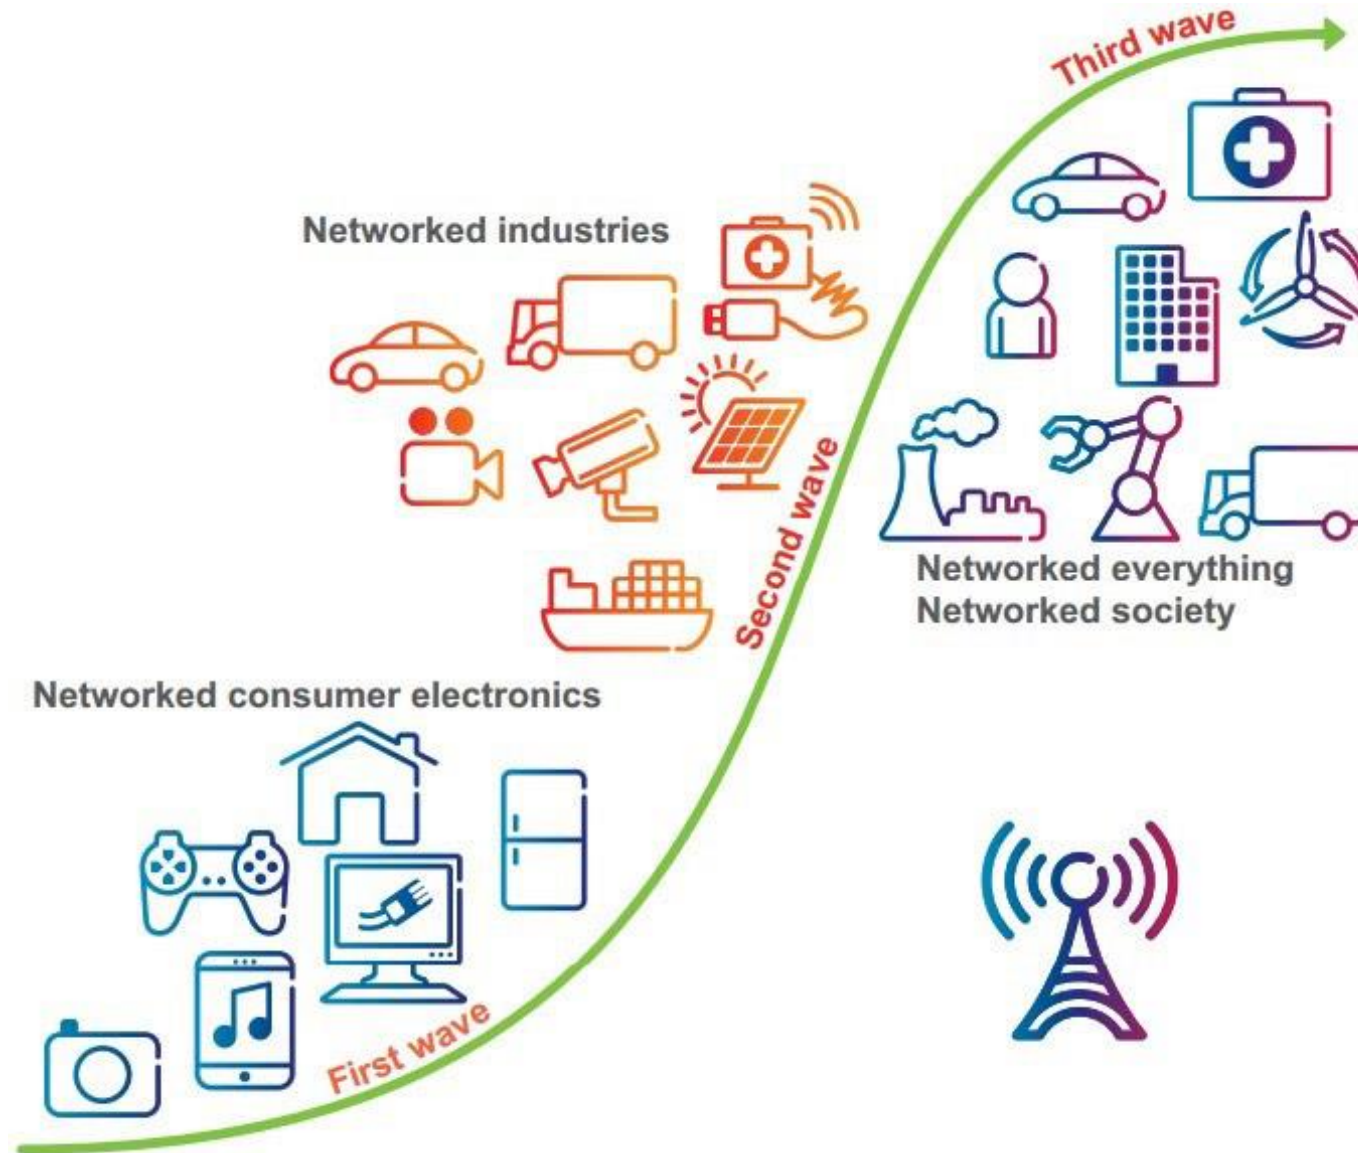 Third wave
Networked industries
Second wave
Networked everything
Networked society
Networked consumer electronics
First wave